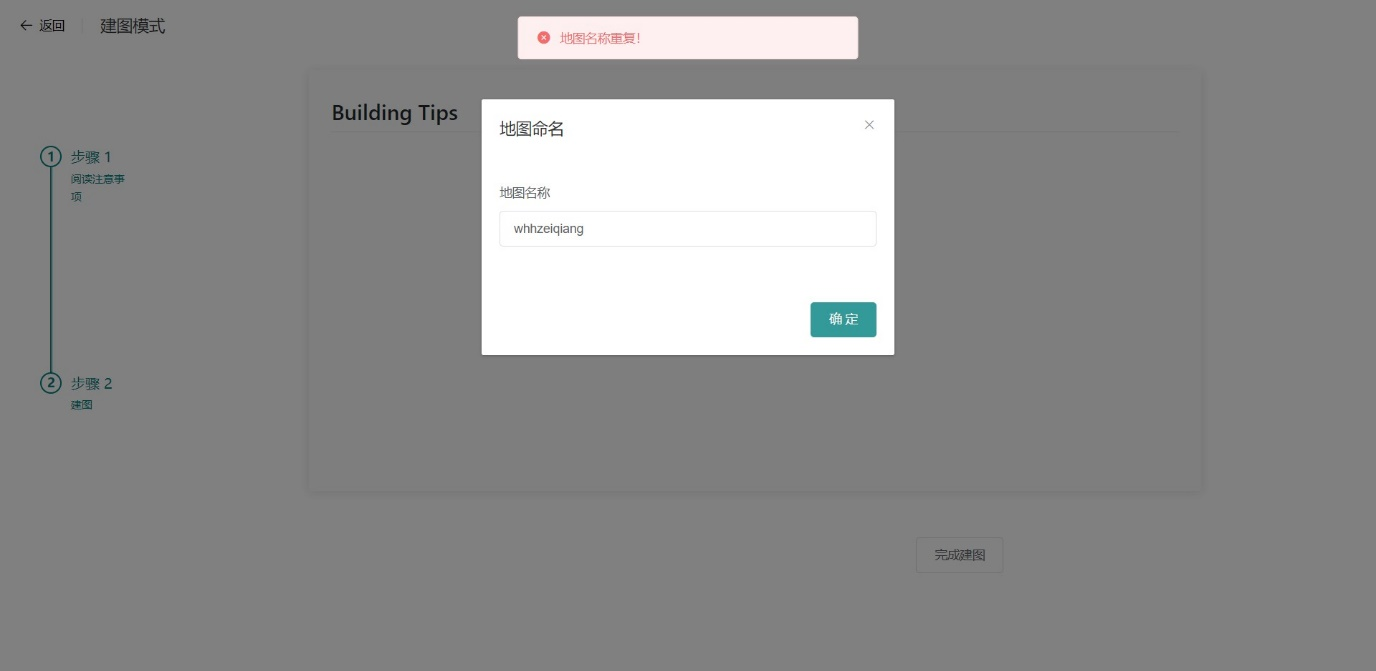 返回
建图模式
地图名称重复!
Building Tips
地图命名
地图名称
whhzeiqiang
确定
1 步骤 1
阅读注意事
项
2 步骤 2
建图
完成建图